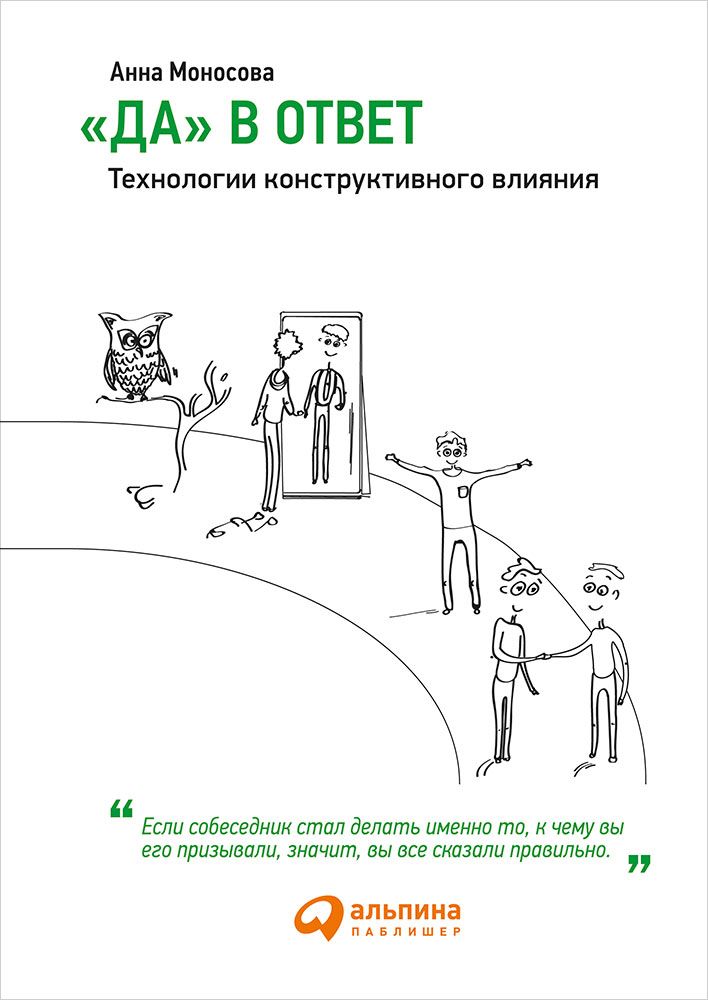 Анна Моносова
«ДА» В ОТВЕТ
Технологии конструктивного влияния
“ Если собеседник стал делать именно то, к чему вы
его призывали, значит, вы все сказали правильно. ”
альпина
ПАБЛИШЕР